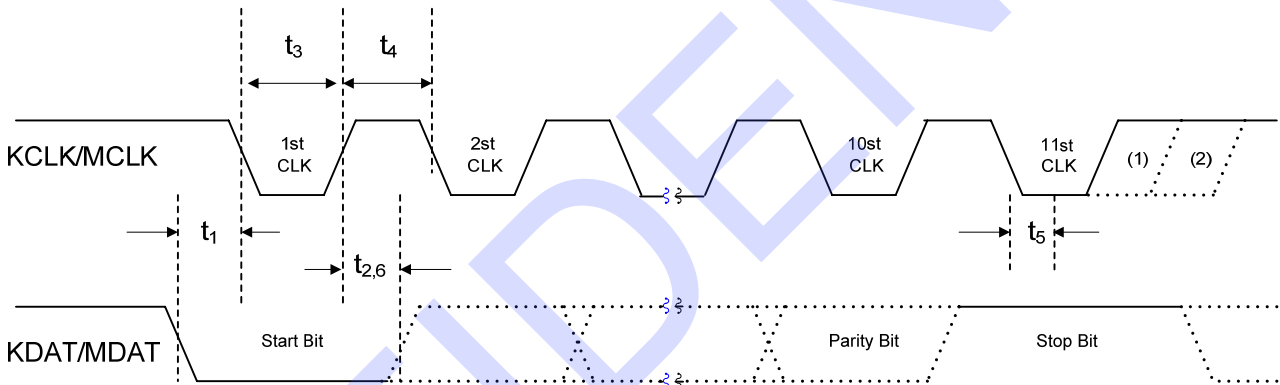 t3
t4
KCLK/MCLK
1st
CLK
2st
CLK
10st
CLK
11st
CLK
(1)
(2)
t1
t2,6
t5
KDAT/MDAT
Start Bit
Parity Bit
Stop Bit